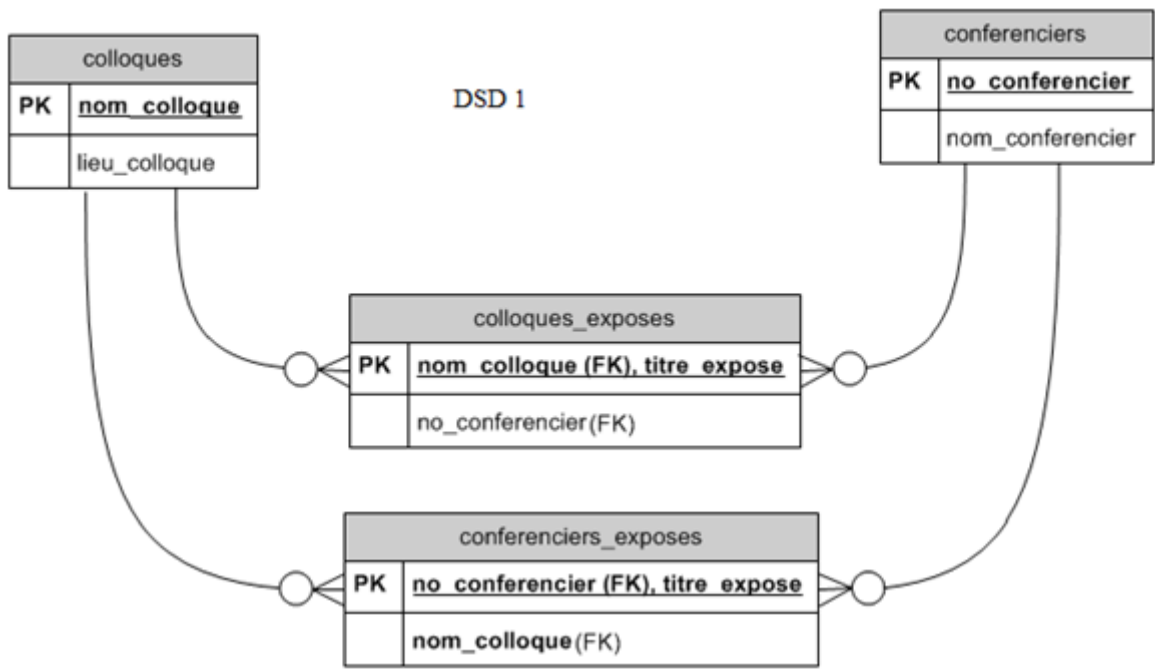 colloques
PK nom_colloque
lieu_colloque
DSD 1
conferenciers
PK no_conferencier
nom_conferencier
colloques_exposes
PK nom_colloque (FK), titre_expose
no_conferencier(FK)
conferenciers_exposes
PK no_conferencier (FK), titre_expose
nom_colloque(FK)